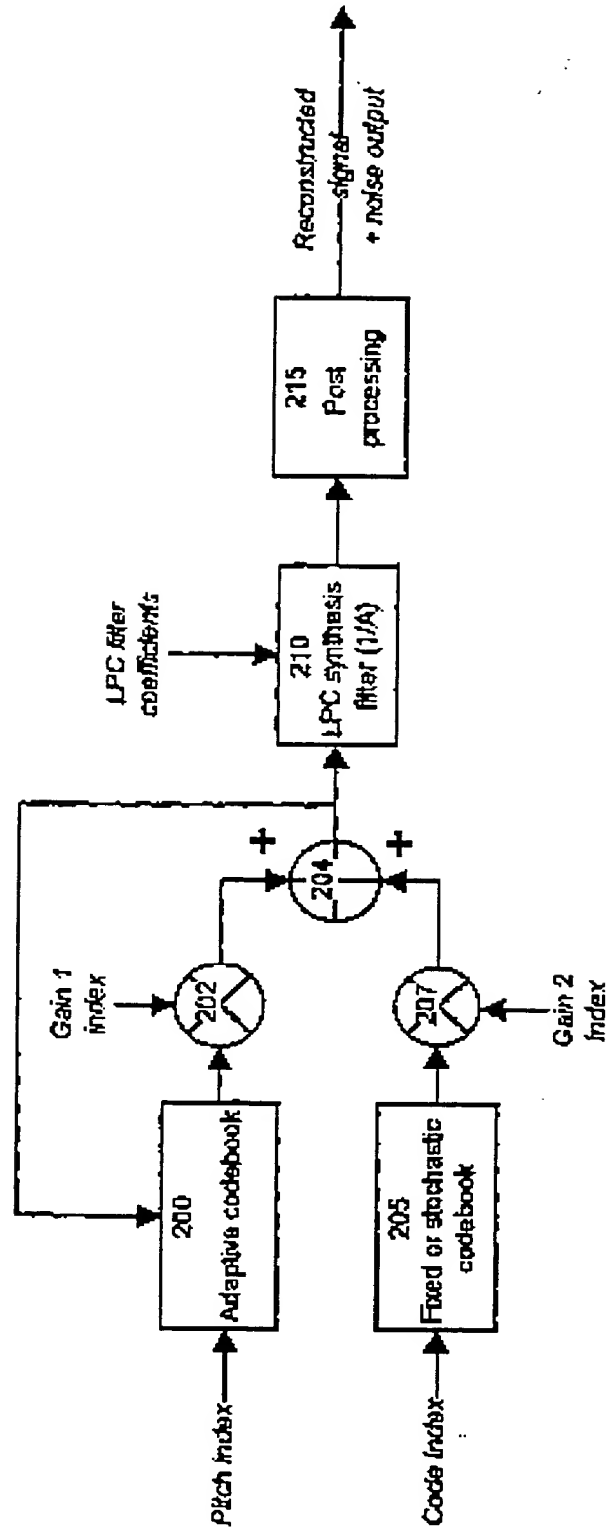 Pitch index
200
Adaptive codebook
Gain 1
index
202
+
204
+
Code index
205
Fixed or stochastic
codebook
207
Gain 2
index
LPC filter
coefficients
210
LPC synthesis
filter (1/A)
215
Post
processing
Reconstructed
signal
+ noise output